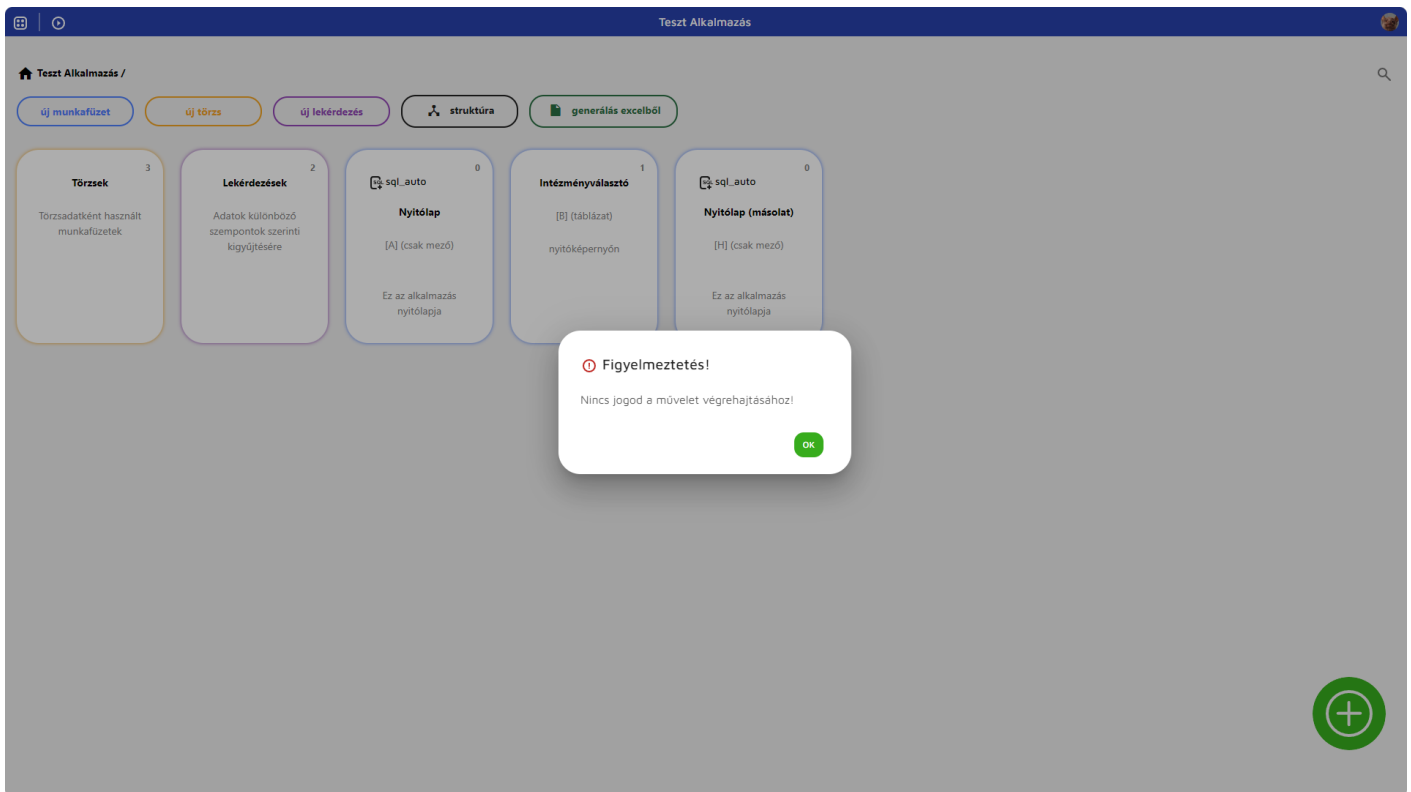 Teszt Alkalmazás
Teszt Alkalmazás /
új munkafüzet
új törzs
új lekérdezés
struktúra
generálás excelből
3
Törzsek
Törzsadatként használt
munkafüzetek
2
Lekérdezések
Adatok különböző
szempontok szerinti
kigyűjtésére
0
SQL sql_auto
Nyitólap
[A] (csak mező)
Ez az alkalmazás
nyitólapja
1
Intézményválasztó
[B] (táblázat)
nyitóképernyőn
0
SQL sql_auto
Nyitólap (másolat)
[H] (csak mező)
Ez az alkalmazás
nyitólapja
Figyelmeztetés!
Nincs jogod a művelet végrehajtásához!
OK